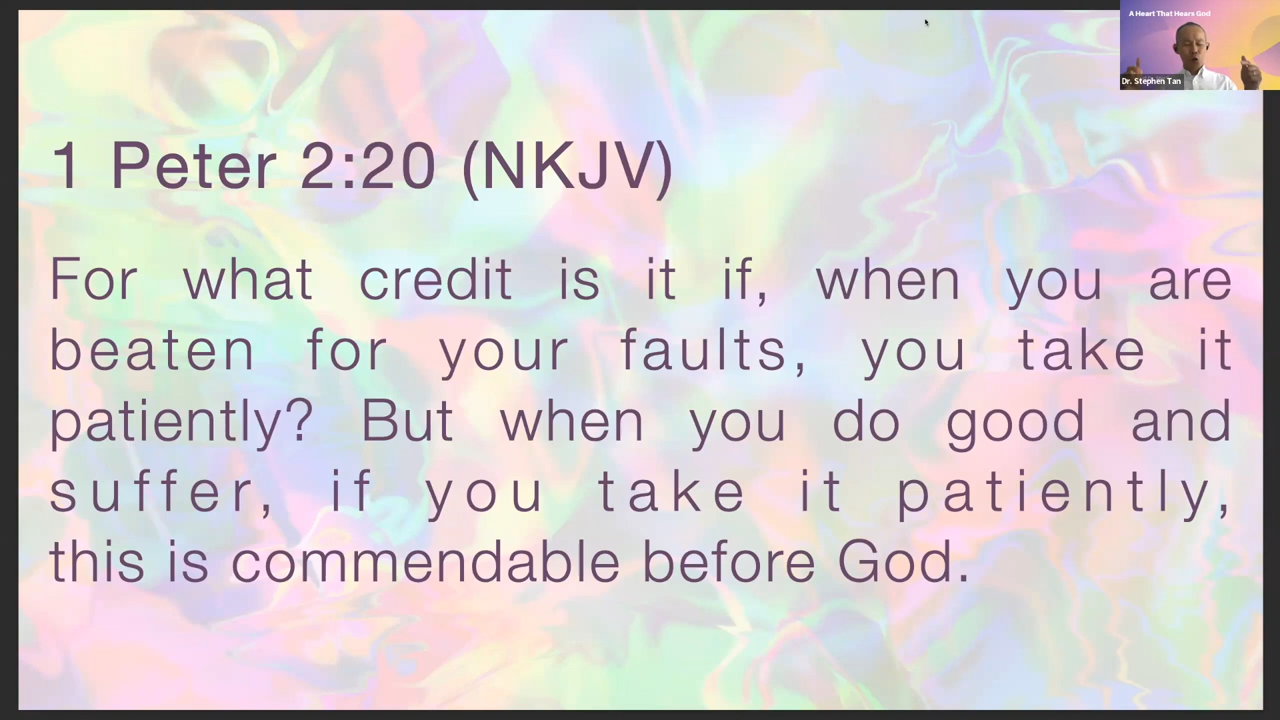 A Heart That Hears God
Dr. Stephen Tan
1 Peter 2:20 (NKJV)
For what credit is it if, when you are
beaten for your faults, you take it
patiently? But when you do good and
suffer, if you take it patiently,
this is commendable before God.